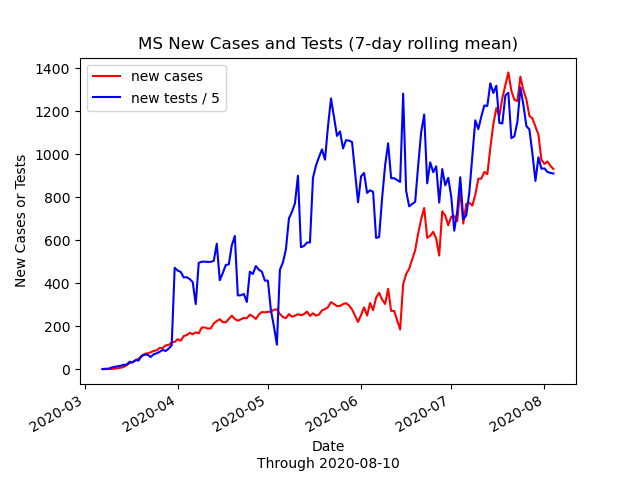 MS New Cases and Tests (7-day rolling mean)
new cases
new tests / 5
New Cases or Tests
1400
1200
1000
800
600
400
200
0
2020-03
2020-04
2020-05
2020-06
2020-07
2020-08
Date
Through 2020-08-10